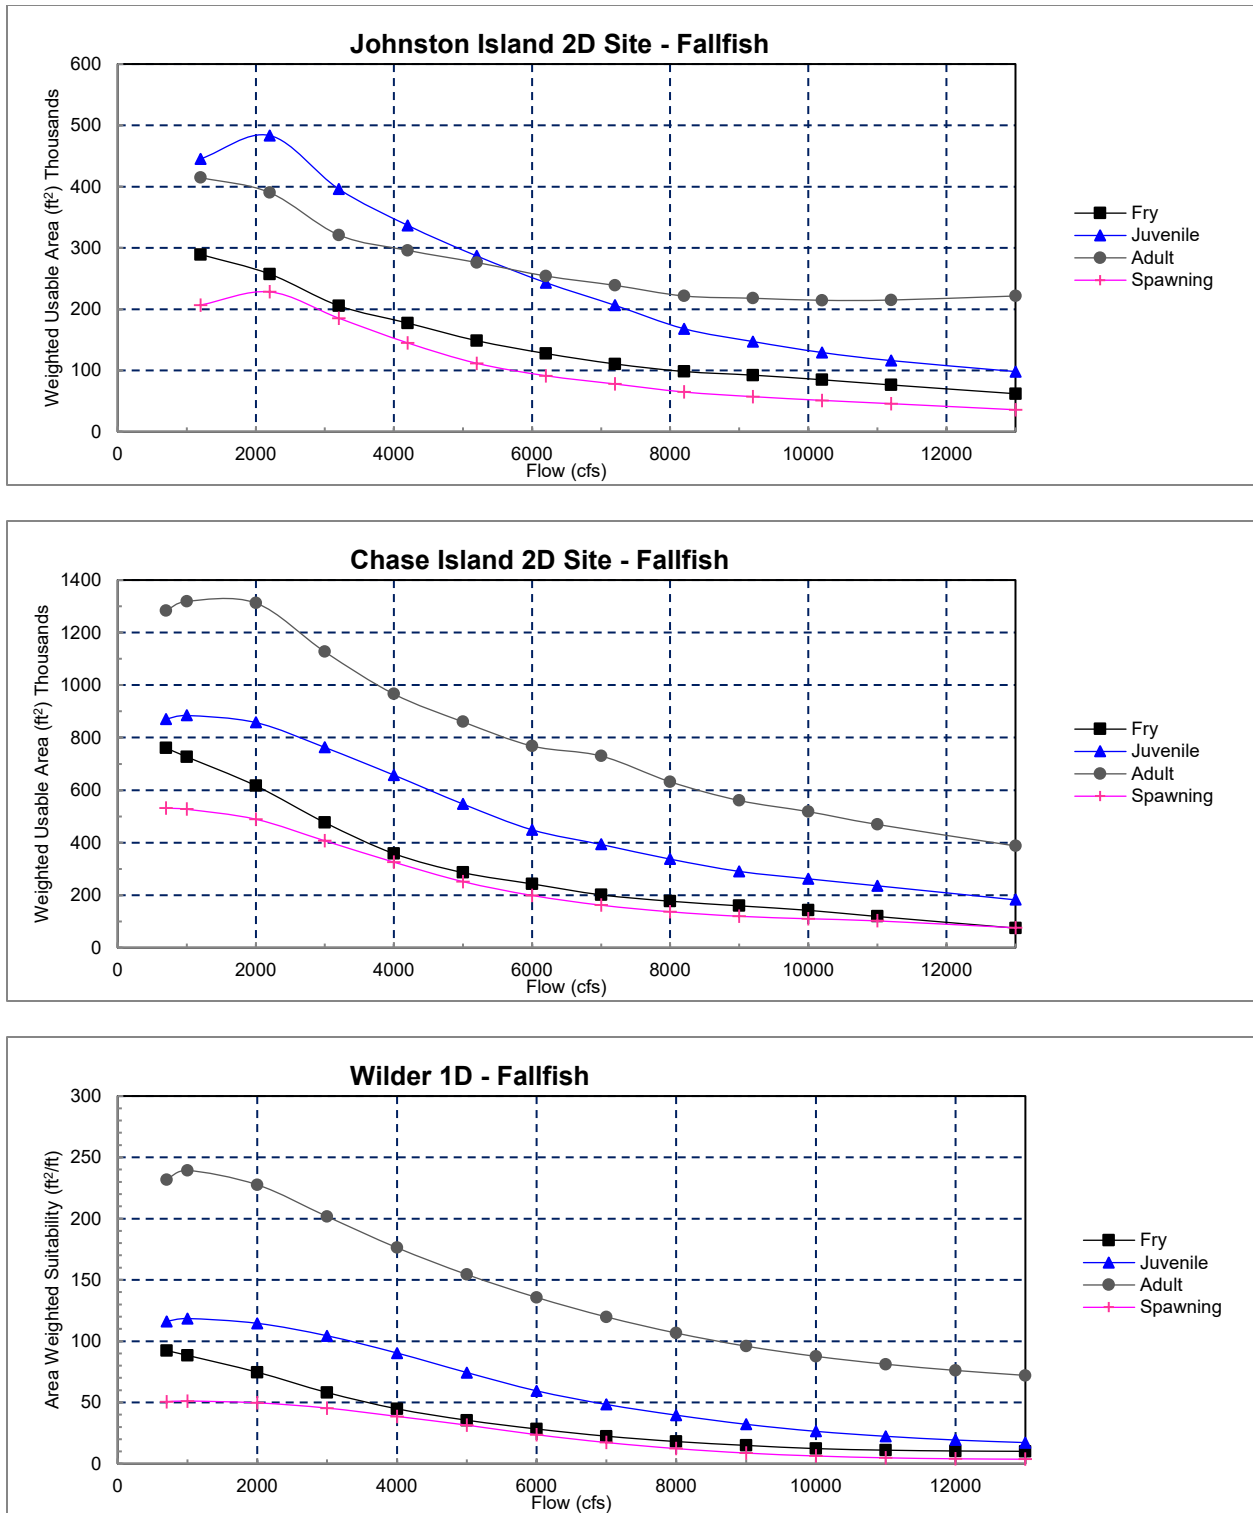 Johnston Island 2D Site - Fallfish
600
500
400
300
200
100
0
Weighted Usable Area (ft²) Thousands
0 2000 4000 6000 8000 10000 12000
Flow (cfs)
Fry
Juvenile
Adult
Spawning
Chase Island 2D Site - Fallfish
1400
1200
1000
800
600
400
200
0
Weighted Usable Area (ft²) Thousands
0 2000 4000 6000 8000 10000 12000
Flow (cfs)
Fry
Juvenile
Adult
Spawning
Wilder 1D - Fallfish
300
250
200
150
100
50
0
Area Weighted Suitability (ft²/ft)
0 2000 4000 6000 8000 10000 12000
Flow (cfs)
Fry
Juvenile
Adult
Spawning